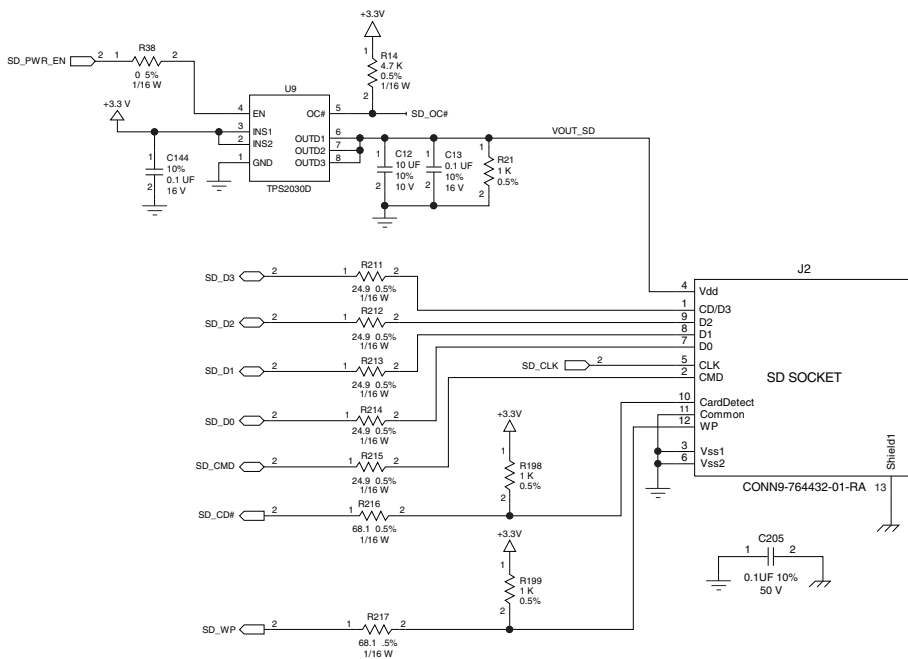 +3.3V
SD_PWR_EN 2 1 R38 2
0 5%
1/16 W
1 R14
4.7 K
0.5%
1/16 W
2
U9
+3.3 V
4 EN OC# 5 SD_OC#
3 INS1 OUTD1 6 VOUT_SD
2 INS2 OUTD2 7
1 GND OUTD3 8
TPS2030D
1 C144
10%
0.1 UF
2 16 V
1 C12
10 UF
10%
2 10 V
1 C13
0.1 UF
10%
2 16 V
1 R21
1 K
0.5%
2
J2
SD_D3 2 1 R211 2
24.9 0.5%
1/16 W
SD_D2 2 1 R212 2
24.9 0.5%
1/16 W
SD_D1 2 1 R213 2
24.9 0.5%
1/16 W
SD_D0 2 1 R214 2
24.9 0.5%
1/16 W
SD_CMD 2 1 R215 2
24.9 0.5%
1/16 W
SD_CD# 2 1 R216 2
68.1 0.5%
1/16 W
SD_WP 2 1 R217 2
68.1 .5%
1/16 W
SD_CLK 2
+3.3V
1 R198
1 K
0.5%
2
+3.3V
1 R199
1 K
0.5%
2
4 Vdd
1 CD/D3
9 D2
8 D1
7 D0
5 CLK
2 CMD
SD SOCKET
10 CardDetect
11 Common
12 WP
3 Vss1
6 Vss2
Shield1
CONN9-764432-01-RA 13
C205
1 2
0.1UF 10%
50 V